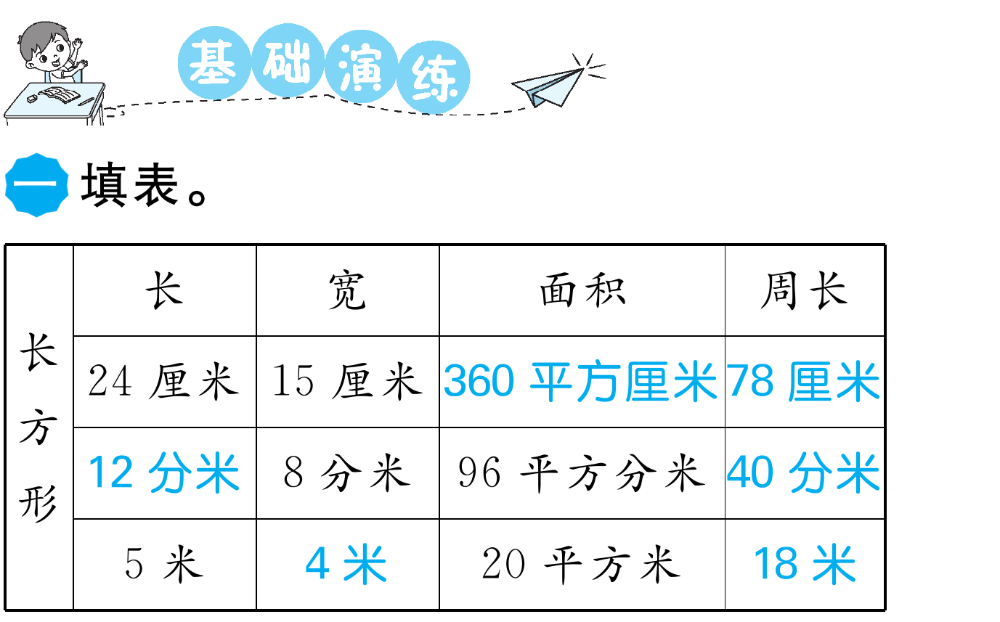 基础演练
一 填表。
长方形
长 宽 面积 周长
24 厘米 15 厘米 360 平方厘米 78 厘米
12 分米 8 分米 96 平方分米 40 分米
5 米 4 米 20 平方米 18 米